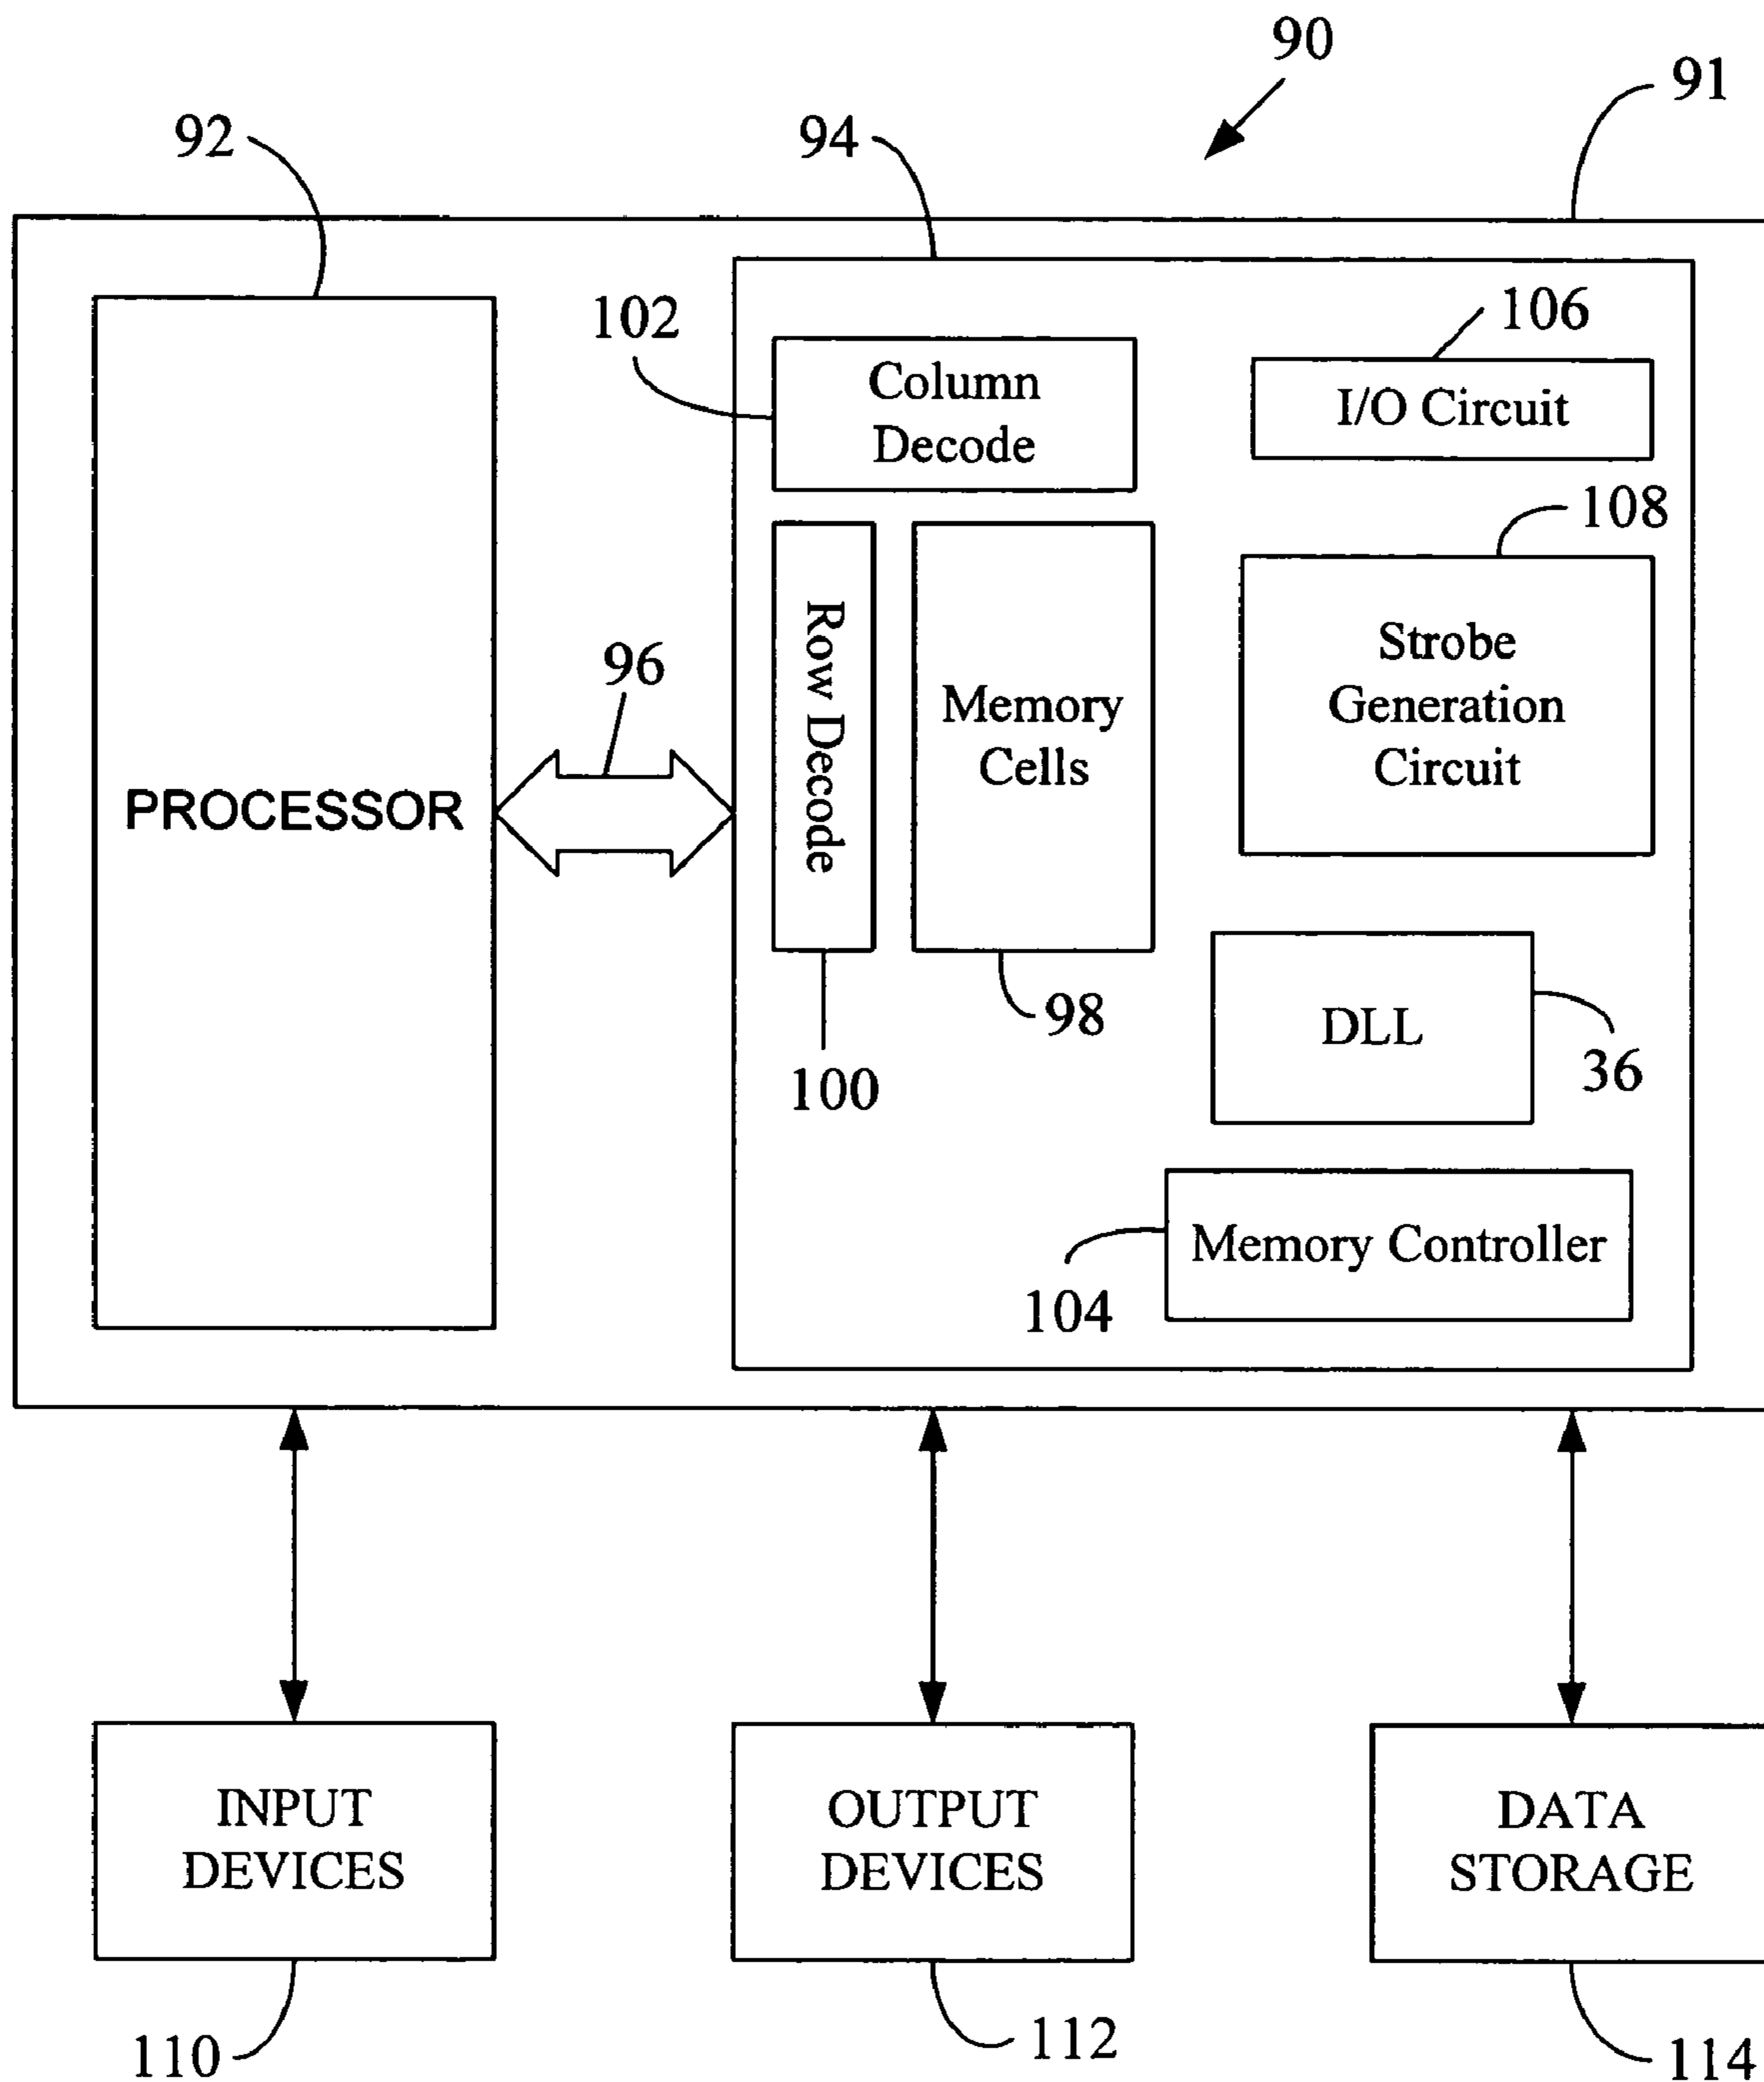 90
91
92
94
102
106
Column
Decode
I/O Circuit
108
Row Decode
Memory
Cells
Strobe
Generation
Circuit
96
PROCESSOR
98
DLL
100
36
Memory Controller
104
INPUT
DEVICES
OUTPUT
DEVICES
DATA
STORAGE
110
112
114